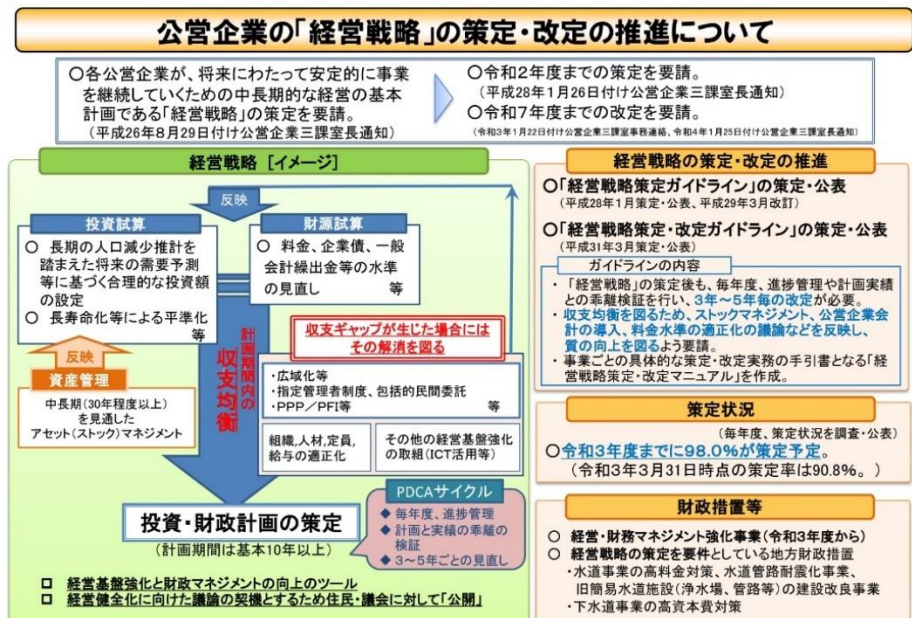 公営企業の「経営戦略」の策定・改定の推進について
○各公営企業が、将来にわたって安定的に事業
を継続していくための中長期的な経営の基本
計画である「経営戦略」の策定を要請。
(平成26年8月29日付け公営企業三課室長通知)
○令和2年度までの策定を要請。
(平成28年1月26日付け公営企業三課室長通知)
○令和7年度までの改定を要請。
(令和3年1月22日付け公営企業三課室事務連絡、令和4年1月25日付け公営企業三課室長通知)
経営戦略 [イメージ]
反映
投資試算
○ 長期の人口減少推計を
踏まえた将来の需要予測
等に基づく合理的な投資額
の設定
○ 長寿命化等による平準化
等
財源試算
○ 料金、企業債、一般
会計繰出金等の水準
の見直し 等
反映
資産管理
中長期(30年程度以上)
を見通した
アセット(ストック)マネジメント
計画期間内の
収支均衡
収支ギャップが生じた場合には
その解消を図る
・広域化等
・指定管理者制度、包括的民間委託
・PPP/PFI等 等
組織,人材,定員,
給与の適正化
その他の経営基盤強化
の取組(ICT活用等)
投資・財政計画の策定
(計画期間は基本10年以上)
PDCAサイクル
◆ 毎年度、進捗管理
◆ 計画と実績の乖離の
検証
◆ 3~5年ごとの見直し
□ 経営基盤強化と財政マネジメントの向上のツール
□ 経営健全化に向けた議論の契機とするため住民・議会に対して「公開」
経営戦略の策定・改定の推進
○「経営戦略策定ガイドライン」の策定・公表
(平成28年1月策定・公表、平成29年3月改訂)
○「経営戦略策定・改定ガイドライン」の策定・公表
(平成31年3月策定・公表)
ガイドラインの内容
・ 「経営戦略」の策定後も、毎年度、進捗管理や計画実績
との乖離検証を行い、3年~5年毎の改定が必要。
・ 収支均衡を図るため、ストックマネジメント、公営企業会
計の導入、料金水準の適正化の議論などを反映し、
質の向上を図るよう要請。
・ 事業ごとの具体的な策定・改定実務の手引書となる「経
営戦略策定・改定マニュアル」を作成。
策定状況
(毎年度、策定状況を調査・公表)
○令和3年度までに98.0%が策定予定。
(令和3年3月31日時点の策定率は90.8%。)
財政措置等
○ 経営・財務マネジメント強化事業(令和3年度から)
○ 経営戦略の策定を要件としている地方財政措置
・水道事業の高料金対策、水道管路耐震化事業、
旧簡易水道施設(浄水場、管路等)の建設改良事業
・下水道事業の高資本費対策